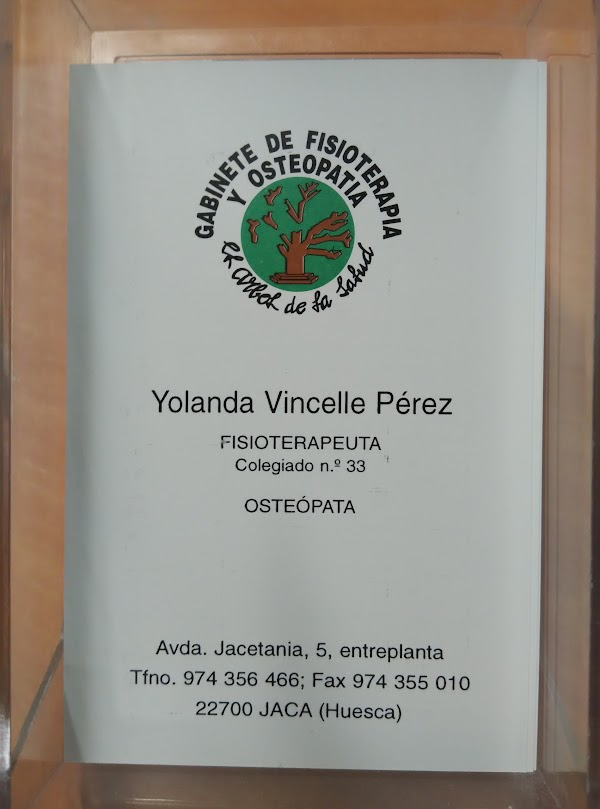 GABINETE DE FISIOTERAPIA
Y OSTEOPATIA
El arbol de la Salud
Yolanda Vincelle Pérez
FISIOTERAPEUTA
Colegiado n.º 33
OSTEÓPATA
Avda. Jacetania, 5, entreplanta
Tfno. 974 356 466; Fax 974 355 010
22700 JACA (Huesca)